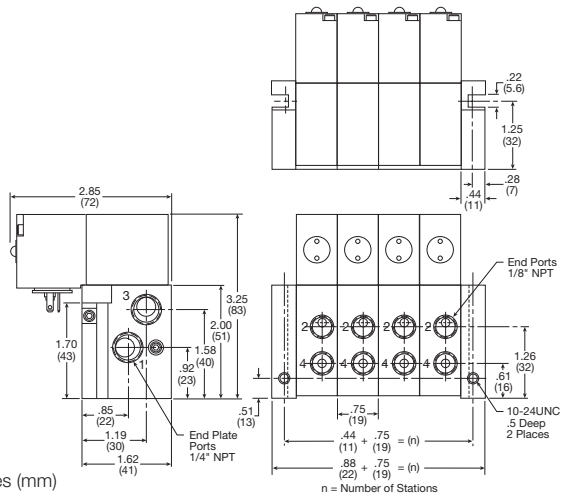 .22
(5.6)
1.25
(32)
.28
(7)
.44
(11)
2.85
(72)
3
1
1.70
(43)
.92
(23)
1.58
(40)
2.00
(51)
3.25
(83)
.85
(22)
1.19
(30)
1.62
(41)
End Plate
Ports
1/4" NPT
End Ports
1/8" NPT
2 2 2 2
4 4 4 4
1.26
(32)
.61
(16)
.51
(13)
.75
(19)
10-24UNC
.5 Deep
2 Places
.44 + .75 = (n)
(11) (19)
.88 + .75 = (n)
(22) (19)
n = Number of Stations
es (mm)